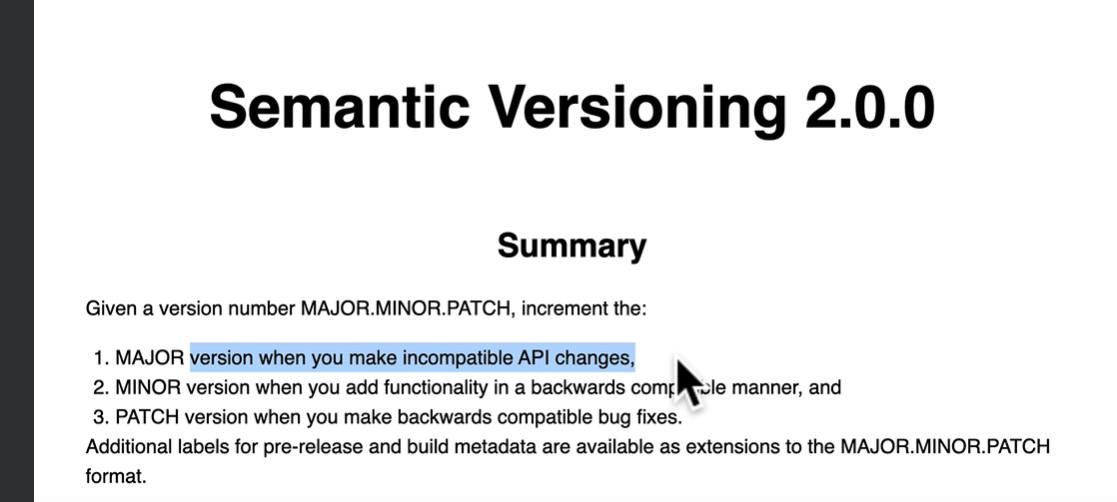 Semantic Versioning 2.0.0
Summary
Given a version number MAJOR.MINOR.PATCH, increment the:
1. MAJOR version when you make incompatible API changes,
2. MINOR version when you add functionality in a backwards manner, and
3. PATCH version when you make backwards compatible bug fixes.
Additional labels for pre-release and build metadata are available as extensions to the MAJOR.MINOR.PATCH
format.